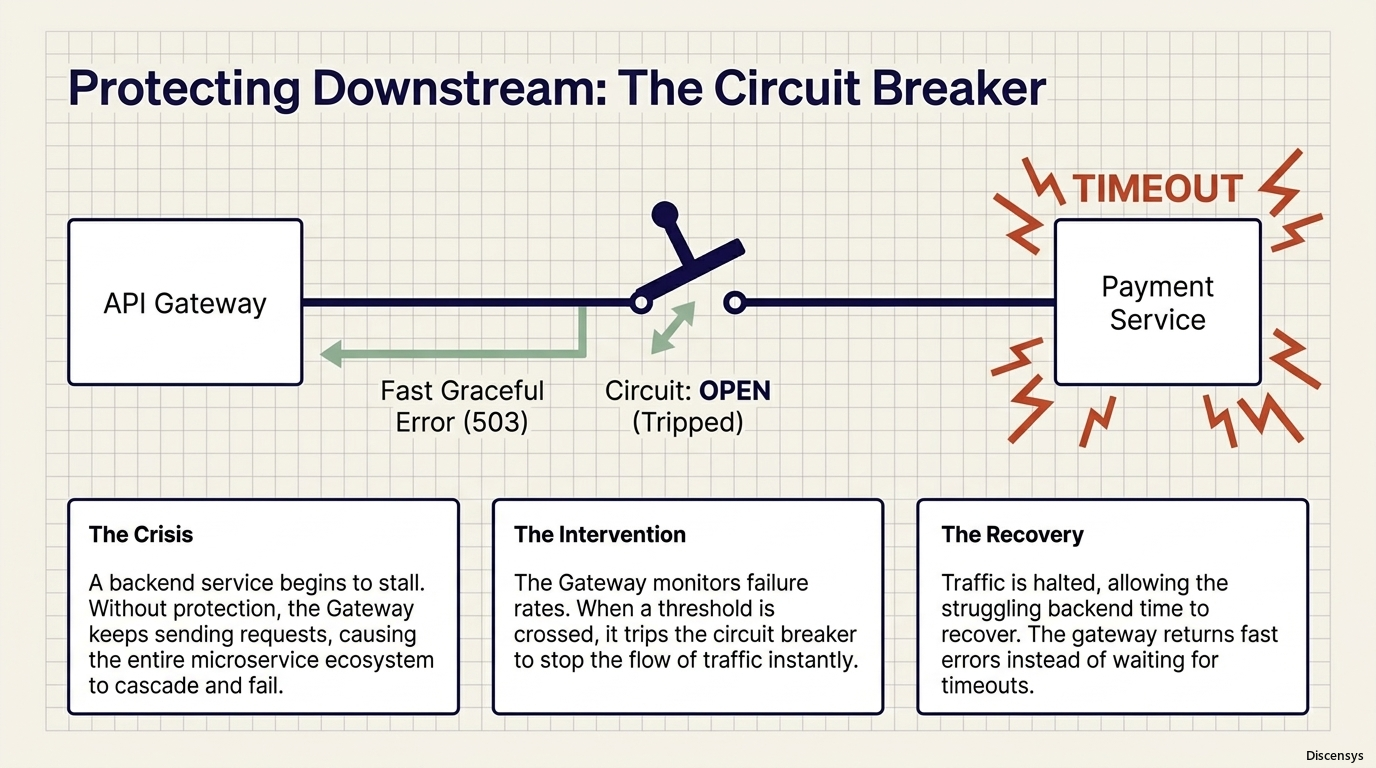 Protecting Downstream: The Circuit Breaker
TIMEOUT
API Gateway
Payment
Service
Fast Graceful
Error (503)
Circuit: OPEN
(Tripped)
The Crisis
A backend service begins to stall.
Without protection, the Gateway
keeps sending requests, causing
the entire microservice ecosystem
to cascade and fail.
The Intervention
The Gateway monitors failure
rates. When a threshold is
crossed, it trips the circuit breaker
to stop the flow of traffic instantly.
The Recovery
Traffic is halted, allowing the
struggling backend time to
recover. The gateway returns fast
errors instead of waiting for
timeouts.
Discensys